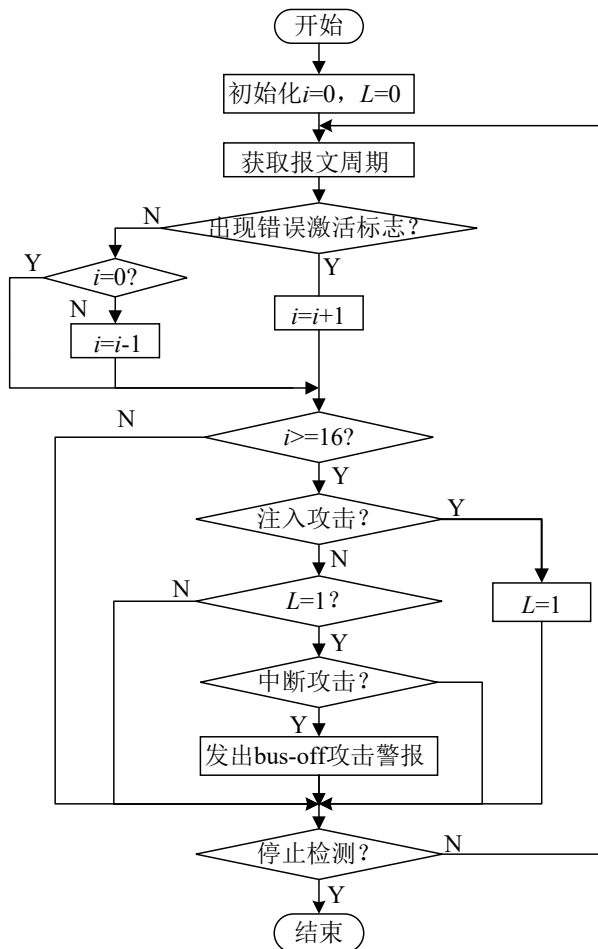 开始
初始化i=0，L=0
获取报文周期
N
出现错误激活标志？
Y
Y
i=0?
N
i=i-1
i=i+1
N
i>=16?
Y
注入攻击？
Y
N
N
L=1？
L=1
Y
中断攻击？
Y
发出bus-off攻击警报
停止检测？
N
Y
结束